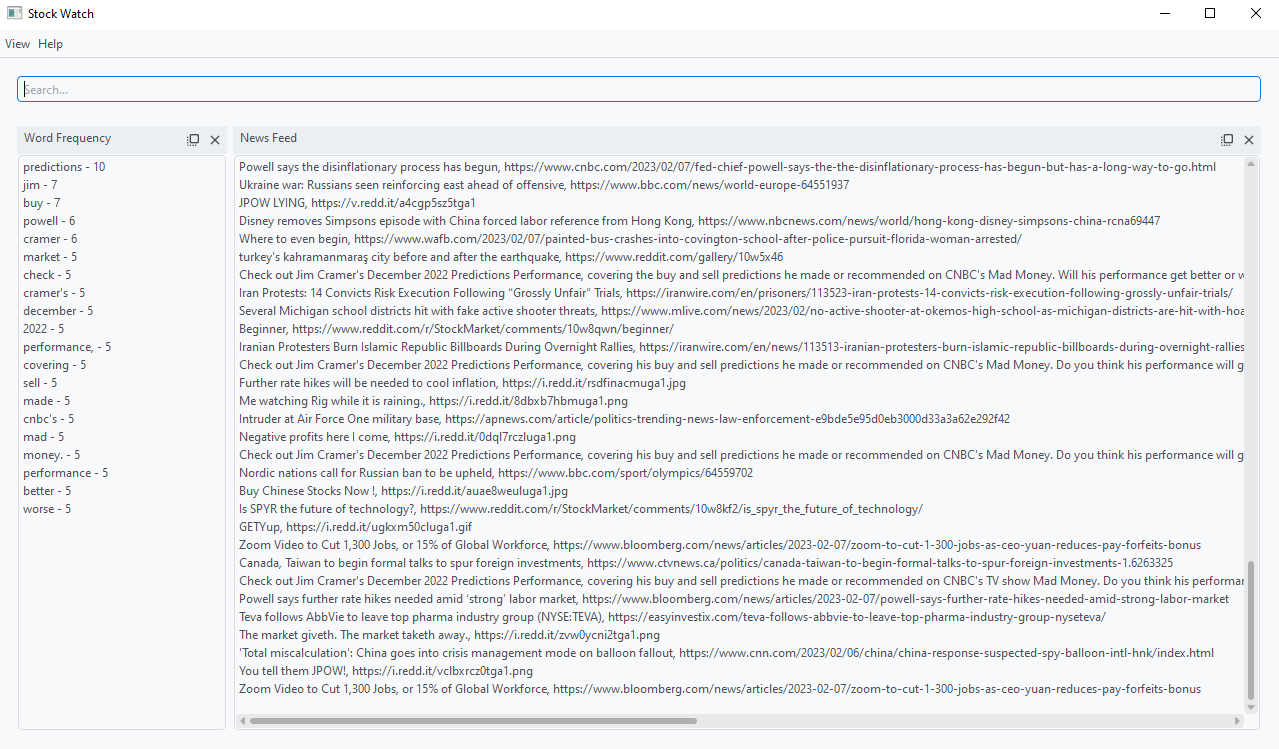 Stock Watch
View Help
Search...
Word Frequency
predictions - 10
jim - 7
buy - 7
powell - 6
cramer - 6
market - 5
check - 5
cramer's - 5
december - 5
2022 - 5
performance, - 5
covering - 5
sell - 5
made - 5
cnbc's - 5
mad - 5
money. - 5
performance - 5
better - 5
worse - 5
News Feed
Powell says the disinflationary process has begun, https://www.cnbc.com/2023/02/07/fed-chief-powell-says-the-the-disinflationary-process-has-begun-but-has-a-long-way-to-go.html
Ukraine war: Russians seen reinforcing east ahead of offensive, https://www.bbc.com/news/world-europe-64551937
JPOW LYING, https://v.redd.it/a4cgp5sz5tga1
Disney removes Simpsons episode with China forced labor reference from Hong Kong, https://www.nbcnews.com/news/world/hong-kong-disney-simpsons-china-rcna69447
Where to even begin, https://www.wafb.com/2023/02/07/painted-bus-crashes-into-covington-school-after-police-pursuit-florida-woman-arrested/
turkey's kahramanmaraş city before and after the earthquake, https://www.reddit.com/gallery/10w5x46
Check out Jim Cramer's December 2022 Predictions Performance, covering the buy and sell predictions he made or recommended on CNBC's Mad Money. Will his performance get better or w
Iran Protests: 14 Convicts Risk Execution Following “Grossly Unfair” Trials, https://iranwire.com/en/prisoners/113523-iran-protests-14-convicts-risk-execution-following-grossly-unfair-trials/
Several Michigan school districts hit with fake active shooter threats, https://www.mlive.com/news/2023/02/no-active-shooter-at-okemos-high-school-as-michigan-districts-are-hit-with-hoa
Beginner, https://www.reddit.com/r/StockMarket/comments/10w8qwn/beginner/
Iranian Protesters Burn Islamic Republic Billboards During Overnight Rallies, https://iranwire.com/en/news/113513-iranian-protesters-burn-islamic-republic-billboards-during-overnight-rallies
Check out Jim Cramer's December 2022 Predictions Performance, covering his buy and sell predictions he made or recommended on CNBC's Mad Money. Do you think his performance will g
Further rate hikes will be needed to cool inflation, https://i.redd.it/rsdfinacmuga1.jpg
Me watching Rig while it is raining., https://i.redd.it/8dbxb7hbmuga1.png
Intruder at Air Force One military base, https://apnews.com/article/politics-trending-news-law-enforcement-e9bde5e95d0eb3000d33a3a62e292f42
Negative profits here I come, https://i.redd.it/0dql7rczluga1.png
Check out Jim Cramer's December 2022 Predictions Performance, covering his buy and sell predictions he made or recommended on CNBC's Mad Money. Do you think his performance will g
Nordic nations call for Russian ban to be upheld, https://www.bbc.com/sport/olympics/64559702
Buy Chinese Stocks Now !, https://i.redd.it/auae8weuluga1.jpg
Is SPYR the future of technology?, https://www.reddit.com/r/StockMarket/comments/10w8kf2/is_spyr_the_future_of_technology/
GETYup, https://i.redd.it/ugkxm50cluga1.gif
Zoom Video to Cut 1,300 Jobs, or 15% of Global Workforce, https://www.bloomberg.com/news/articles/2023-02-07/zoom-to-cut-1-300-jobs-as-ceo-yuan-reduces-pay-forfeits-bonus
Canada, Taiwan to begin formal talks to spur foreign investments, https://www.ctvnews.ca/politics/canada-taiwan-to-begin-formal-talks-to-spur-foreign-investments-1.6263325
Check out Jim Cramer's December 2022 Predictions Performance, covering his buy and sell predictions he made or recommended on CNBC's TV show Mad Money. Do you think his performar
Powell says further rate hikes needed amid ‘strong’ labor market, https://www.bloomberg.com/news/articles/2023-02-07/powell-says-further-rate-hikes-needed-amid-strong-labor-market
Teva follows AbbVie to leave top pharma industry group (NYSE:TEVA), https://easyinvestix.com/teva-follows-abbvie-to-leave-top-pharma-industry-group-nyseteva/
The market giveth. The market taketh away., https://i.redd.it/zvw0ycni2tga1.png
'Total miscalculation': China goes into crisis management mode on balloon fallout, https://www.cnn.com/2023/02/06/china/china-response-suspected-spy-balloon-intl-hnk/index.html
You tell them JPOW!, https://i.redd.it/vclbxrcz0tga1.png
Zoom Video to Cut 1,300 Jobs, or 15% of Global Workforce, https://www.bloomberg.com/news/articles/2023-02-07/zoom-to-cut-1-300-jobs-as-ceo-yuan-reduces-pay-forfeits-bonus